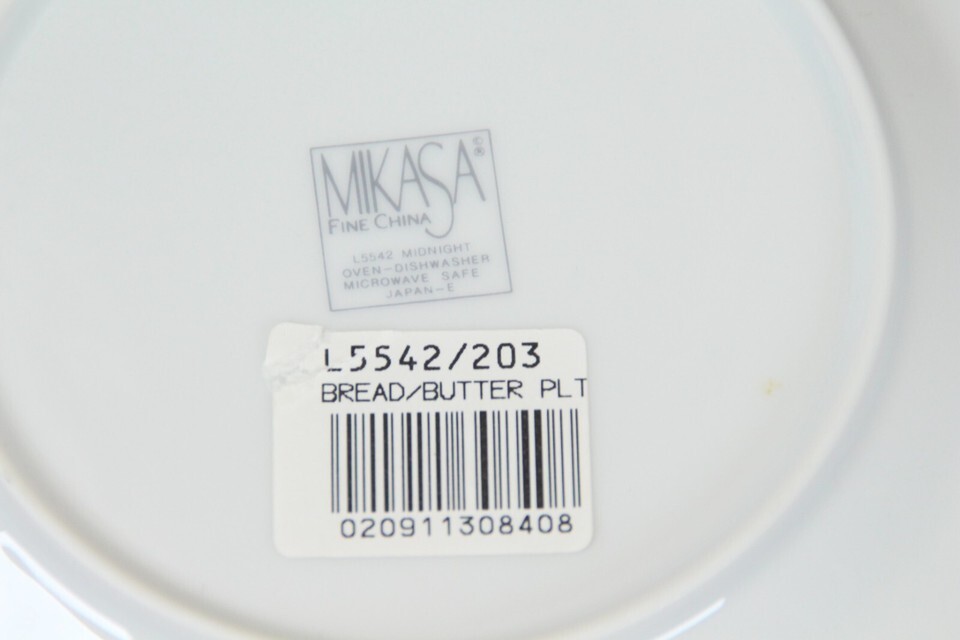 MIKASA ©®
FINE CHINA
L5542 MIDNIGHT
OVEN-DISHWASHER
MICROWAVE SAFE
JAPAN-E
L5542/203
BREAD/BUTTER PLT
020911308408